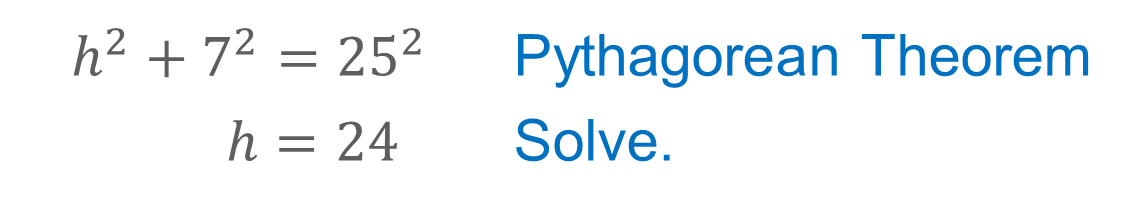 h² + 7² = 25² Pythagorean Theorem
h = 24 Solve.